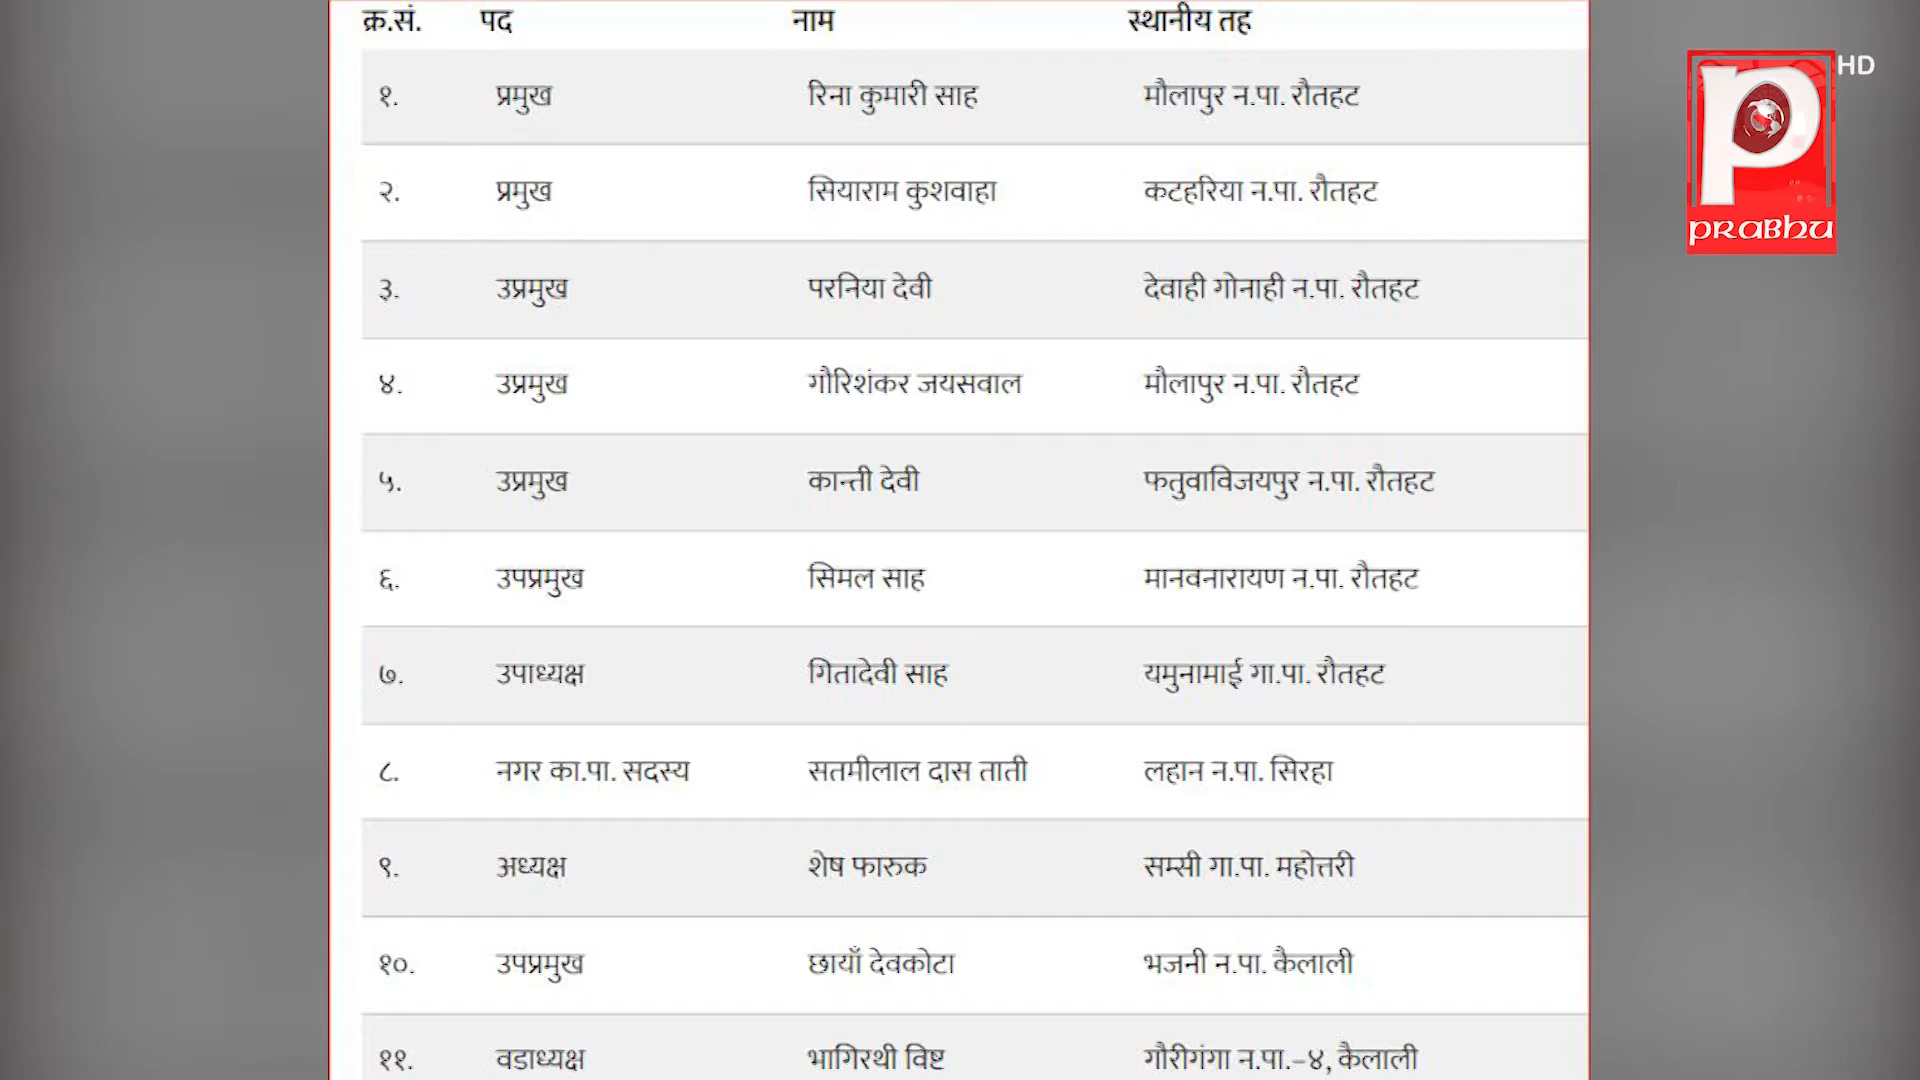 क्र.सं. पद नाम स्थानीय तह
१. प्रमुख रिना कुमारी साह मौलापुर न.पा. रौतहट
२. प्रमुख सियाराम कुशवाहा कटहरिया न.पा. रौतहट
३. उप्रमुख परनिया देवी देवाही गोनाही न.पा. रौतहट
४. उप्रमुख गौरिशंकर जयसवाल मौलापुर न.पा. रौतहट
५. उप्रमुख कान्ती देवी फतुवाविजयपुर न.पा. रौतहट
६. उपप्रमुख सिमल साह मानवनारायण न.पा. रौतहट
७. उपाध्यक्ष गितादेवी साह यमुनामाई गा.पा. रौतहट
८. नगर का.पा. सदस्य सतमीलाल दास ताती लहान न.पा. सिरहा
९. अध्यक्ष शेष फारुक सम्सी गा.पा. महोत्तरी
१०. उपप्रमुख छायाँ देवकोटा भजनी न.पा. कैलाली
११. वडाध्यक्ष भागिरथी विष्ट गौरीगंगा न.पा.–४, कैलाली
HD
PRABHU